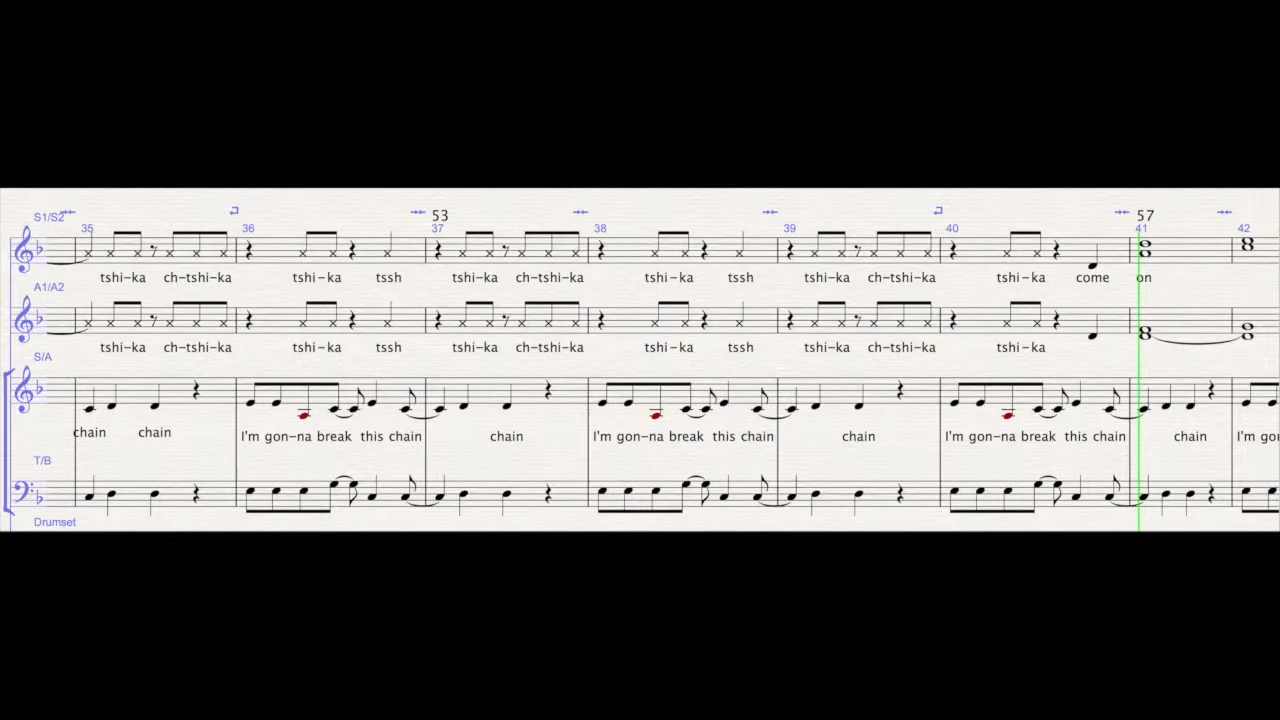 S1/S2
53
57
35 36 37 38 39 40 41 42
tshi-ka ch-tshi-ka tshi-ka tssh tshi-ka ch-tshi-ka tshi-ka tssh tshi-ka ch-tshi-ka tshi-ka come on
A1/A2
tshi-ka ch-tshi-ka tshi-ka tssh tshi-ka ch-tshi-ka tshi-ka tssh tshi-ka ch-tshi-ka tshi-ka
S/A
chain chain I'm gon-na break this chain chain I'm gon-na break this chain chain I'm gon-na break this chain chain I'm go
T/B
Drumset